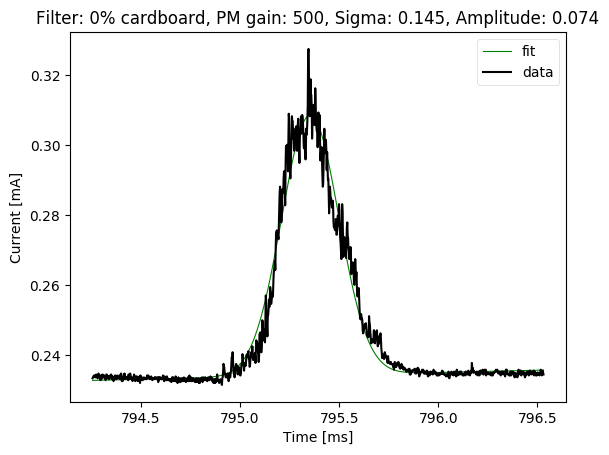 Filter: 0% cardboard, PM gain: 500, Sigma: 0.145, Amplitude: 0.074
fit
data
0.32
0.30
0.28
0.26
0.24
Current [mA]
794.5 795.0 795.5 796.0 796.5
Time [ms]